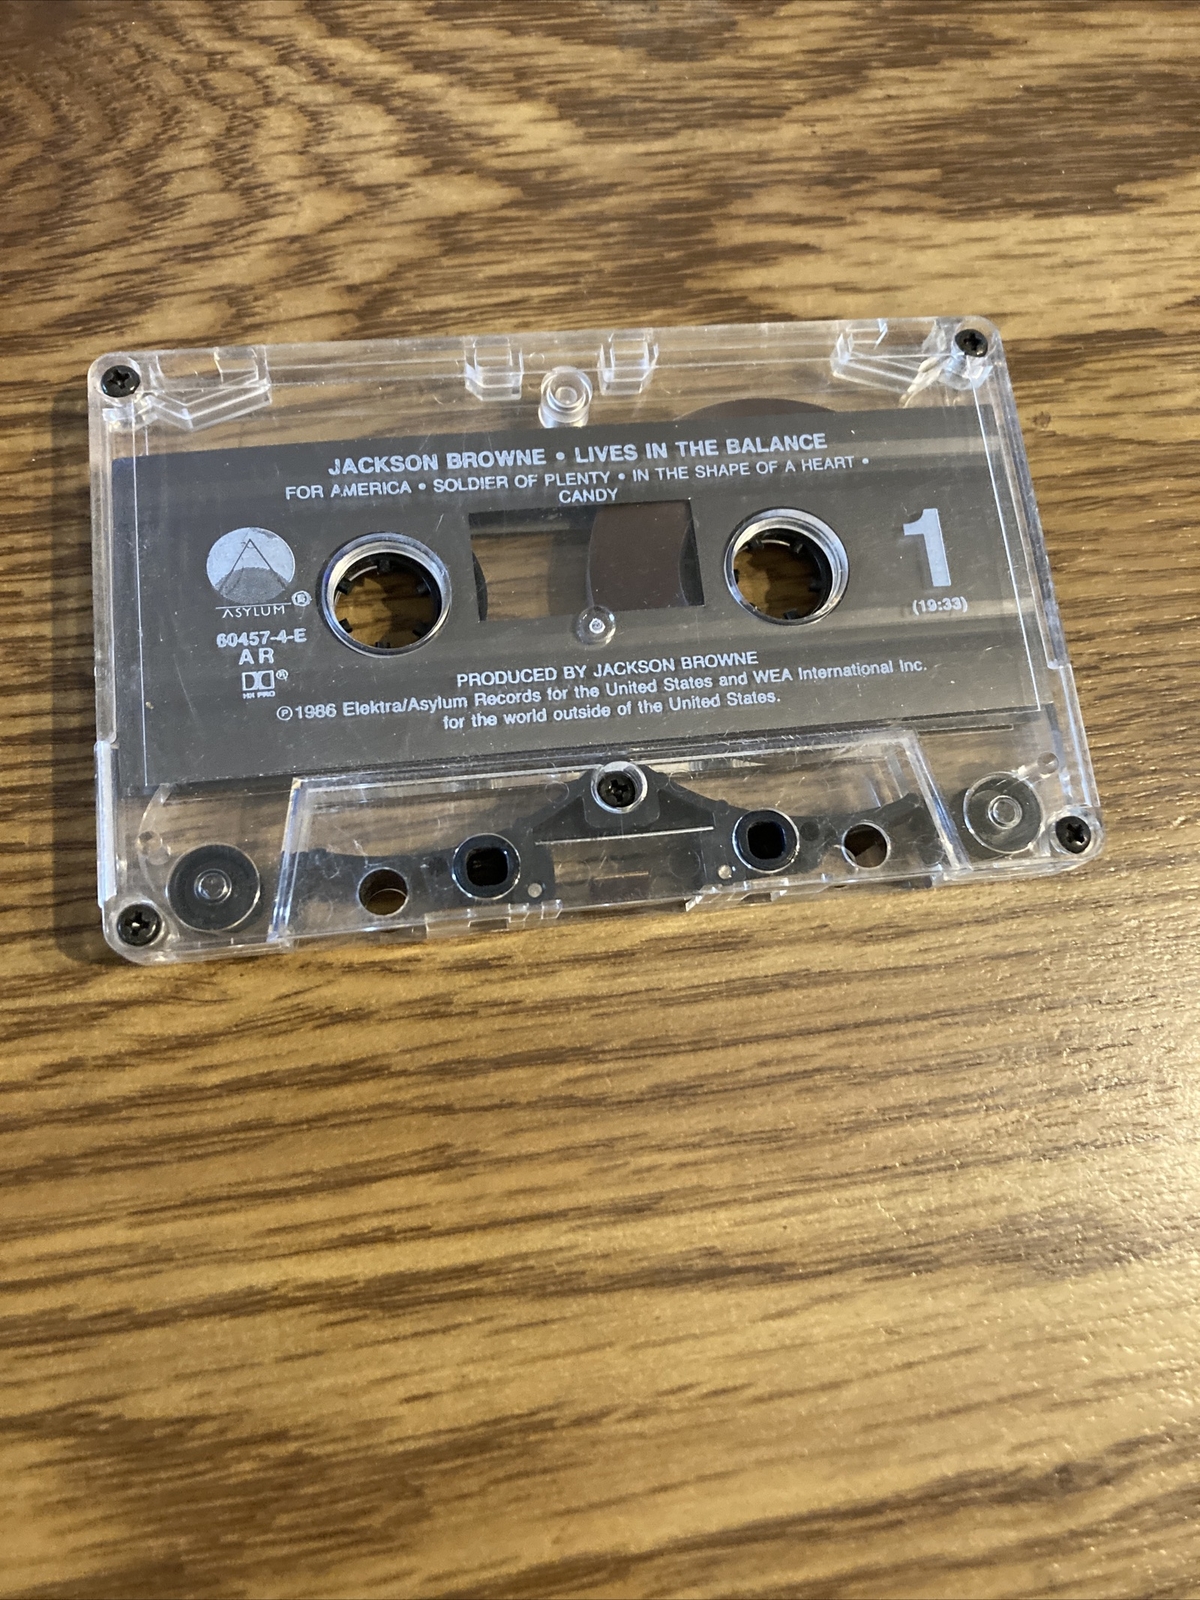 JACKSON BROWNE • LIVES IN THE BALANCE
FOR AMERICA • SOLDIER OF PLENTY • IN THE SHAPE OF A HEART •
CANDY
1
(19:33)
ASYLUM
60457-4-E
AR
HX PRO
PRODUCED BY JACKSON BROWNE
℗1986 Elektra/Asylum Records for the United States and WEA International Inc.
for the world outside of the United States.